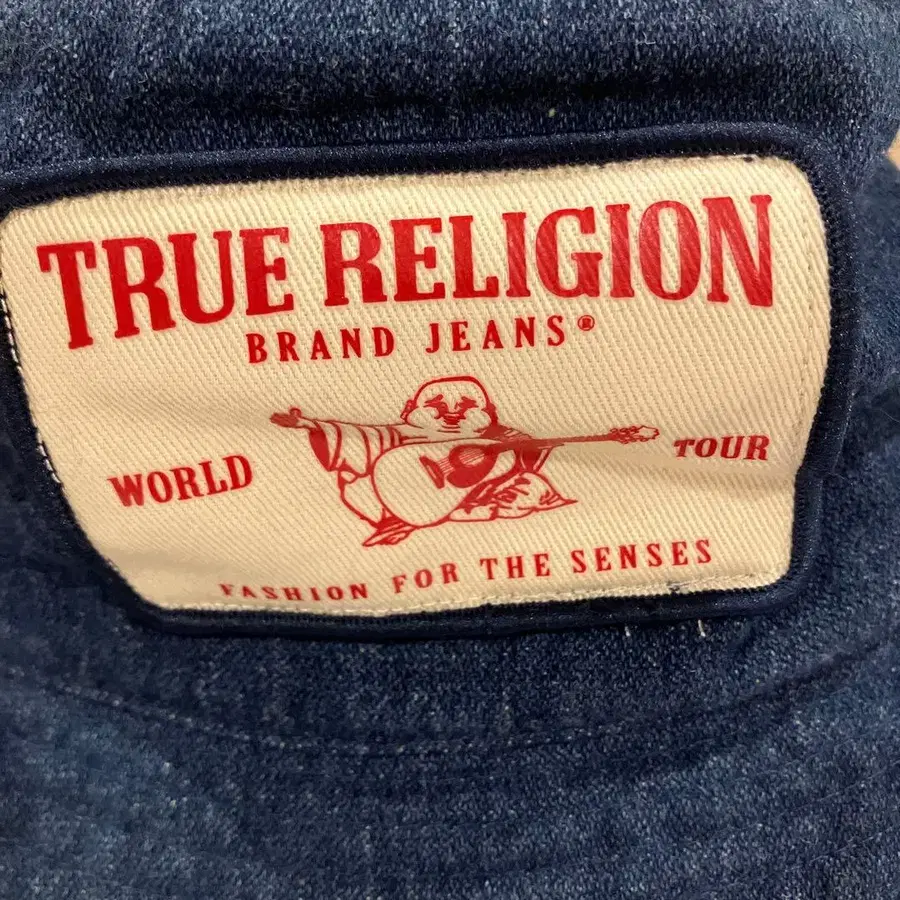 TRUE RELIGION
BRAND JEANS®
WORLD TOUR
FASHION FOR THE SENSES